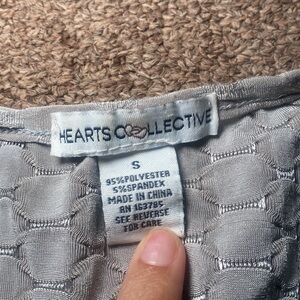 HEARTS COLLECTIVE
S
95%POLYESTER
5%SPANDEX
MADE IN CHINA
RN 163785
SEE REVERSE
FOR CARE